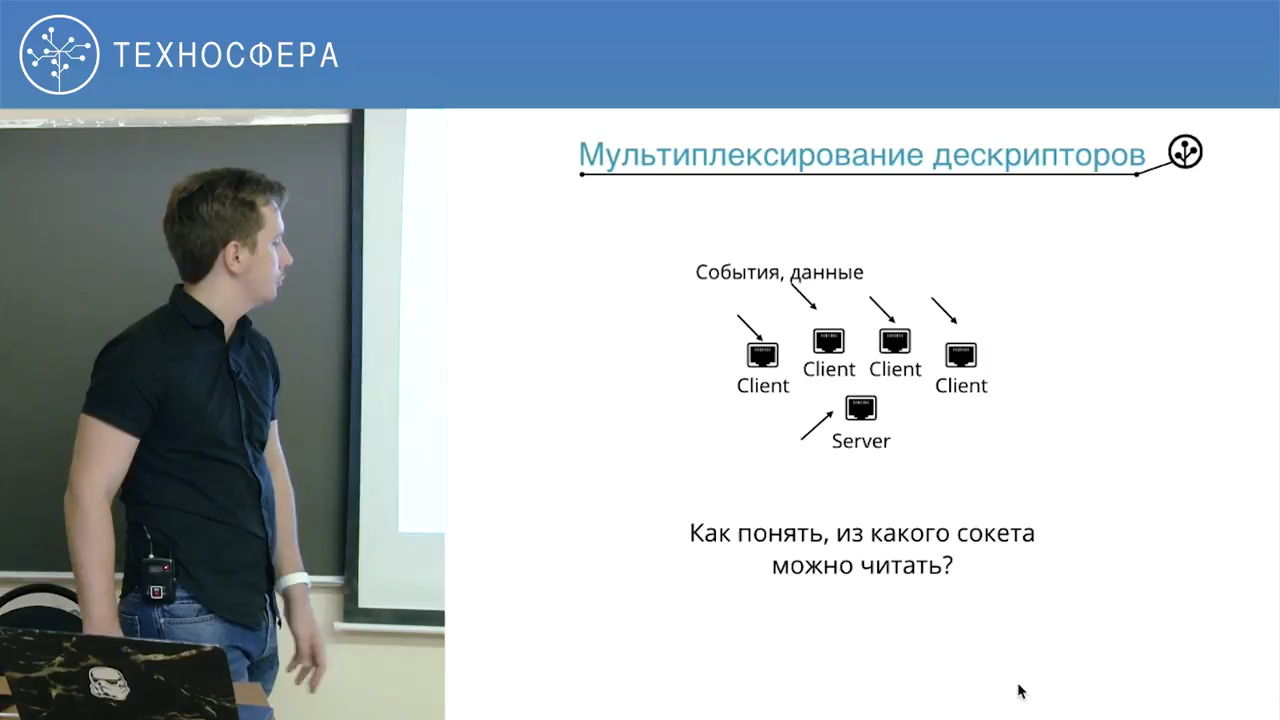 ТЕХНОСФЕРА
Мультиплексирование дескрипторов
События, данные
Client
Client
Client
Client
Server
Как понять, из какого сокета
можно читать?